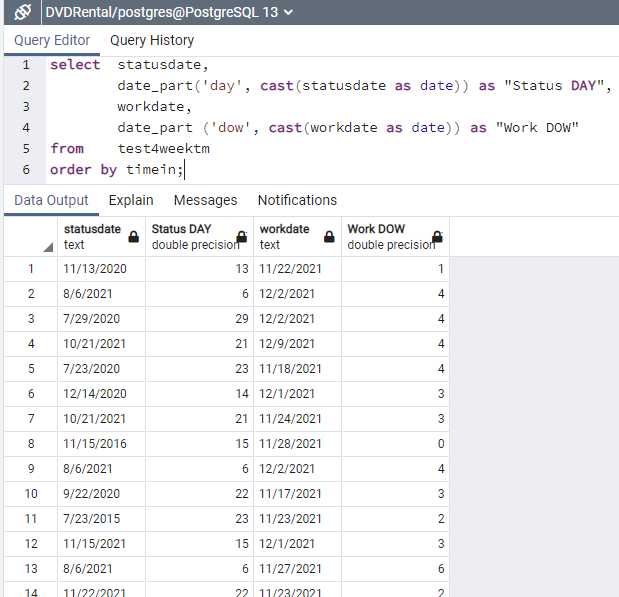 DVDRental/postgres@PostgreSQL 13
Query Editor Query History
1 select statusdate,
2 date_part('day', cast(statusdate as date)) as "Status DAY",
3 workdate,
4 date_part ('dow', cast(workdate as date)) as "Work DOW"
5 from test4weektm
6 order by timein;
Data Output Explain Messages Notifications
statusdate Status DAY workdate Work DOW
text double precision text double precision
1 11/13/2020 13 11/22/2021 1
2 8/6/2021 6 12/2/2021 4
3 7/29/2020 29 12/2/2021 4
4 10/21/2021 21 12/9/2021 4
5 7/23/2020 23 11/18/2021 4
6 12/14/2020 14 12/1/2021 3
7 10/21/2021 21 11/24/2021 3
8 11/15/2016 15 11/28/2021 0
9 8/6/2021 6 12/2/2021 4
10 9/22/2020 22 11/17/2021 3
11 7/23/2015 23 11/23/2021 2
12 11/15/2021 15 12/1/2021 3
13 8/6/2021 6 11/27/2021 6
14 11/22/2021 22 11/23/2021 2